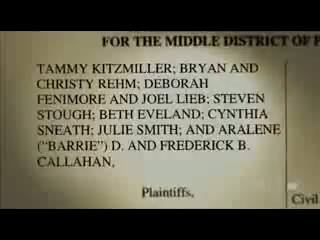 FOR THE MIDDLE DISTRICT OF
TAMMY KITZMILLER; BRYAN AND
CHRISTY REHM; DEBORAH
FENIMORE AND JOEL LIEB; STEVEN
STOUGH; BETH EVELAND; CYNTHIA
SNEATH; JULIE SMITH; AND ARALENE
("BARRIE") D. AND FREDERICK B.
CALLAHAN,
Plaintiffs,
Civil